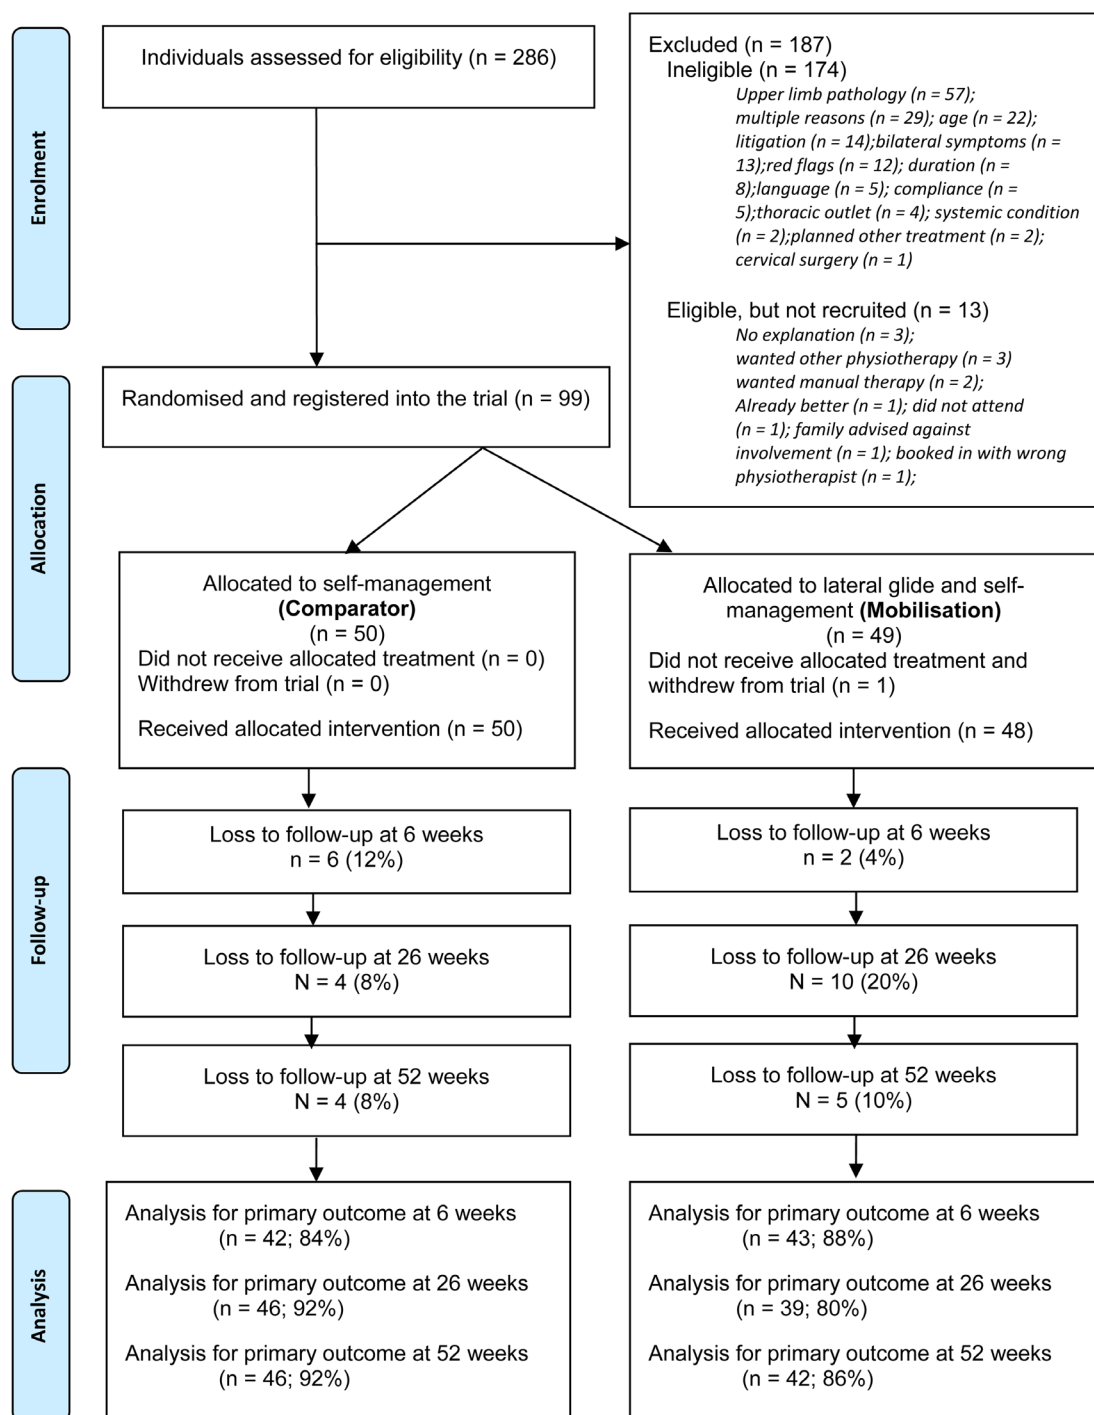 Enrolment
Individuals assessed for eligibility (n = 286)
Excluded (n = 187)
Ineligible (n = 174)
Upper limb pathology (n = 57);
multiple reasons (n = 29); age (n = 22);
litigation (n = 14);bilateral symptoms (n =
13);red flags (n = 12); duration (n =
8);language (n = 5); compliance (n =
5);thoracic outlet (n = 4); systemic condition
(n = 2);planned other treatment (n = 2);
cervical surgery (n = 1)
Eligible, but not recruited (n = 13)
No explanation (n = 3);
wanted other physiotherapy (n = 3)
wanted manual therapy (n = 2);
Already better (n = 1); did not attend
(n = 1); family advised against
involvement (n = 1); booked in with wrong
physiotherapist (n = 1);
Allocation
Randomised and registered into the trial (n = 99)
Allocated to self-management
(Comparator)
(n = 50)
Did not receive allocated treatment (n = 0)
Withdrew from trial (n = 0)
Received allocated intervention (n = 50)
Allocated to lateral glide and self-
management (Mobilisation)
(n = 49)
Did not receive allocated treatment and
withdrew from trial (n = 1)
Received allocated intervention (n = 48)
Follow-up
Loss to follow-up at 6 weeks
n = 6 (12%)
Loss to follow-up at 6 weeks
n = 2 (4%)
Loss to follow-up at 26 weeks
N = 4 (8%)
Loss to follow-up at 26 weeks
N = 10 (20%)
Loss to follow-up at 52 weeks
N = 4 (8%)
Loss to follow-up at 52 weeks
N = 5 (10%)
Analysis
Analysis for primary outcome at 6 weeks
(n = 42; 84%)
Analysis for primary outcome at 26 weeks
(n = 46; 92%)
Analysis for primary outcome at 52 weeks
(n = 46; 92%)
Analysis for primary outcome at 6 weeks
(n = 43; 88%)
Analysis for primary outcome at 26 weeks
(n = 39; 80%)
Analysis for primary outcome at 52 weeks
(n = 42; 86%)